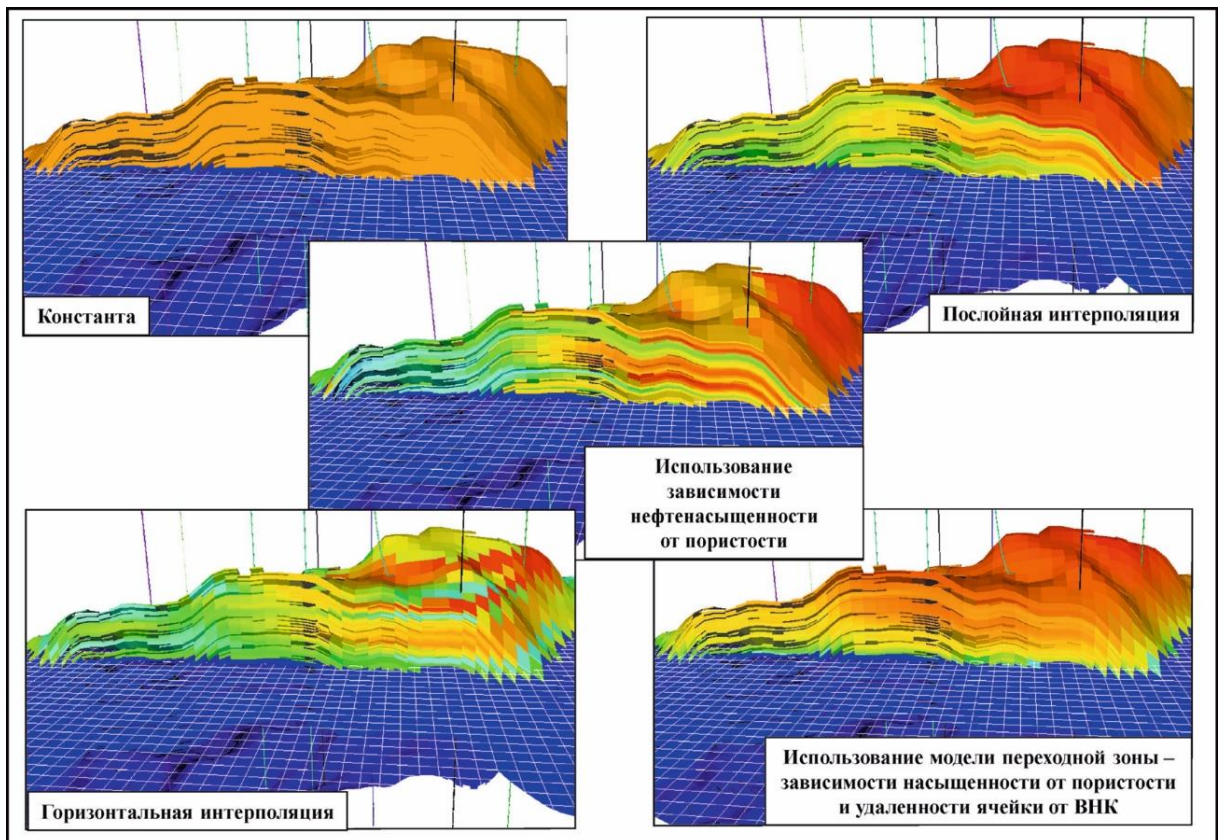 Константа
Послойная интерполяция
Использование
зависимости
нефтенасыщенности
от пористости
Горизонтальная интерполяция
Использование модели переходной зоны –
зависимости насыщенности от пористости
и удаленности ячейки от ВНК